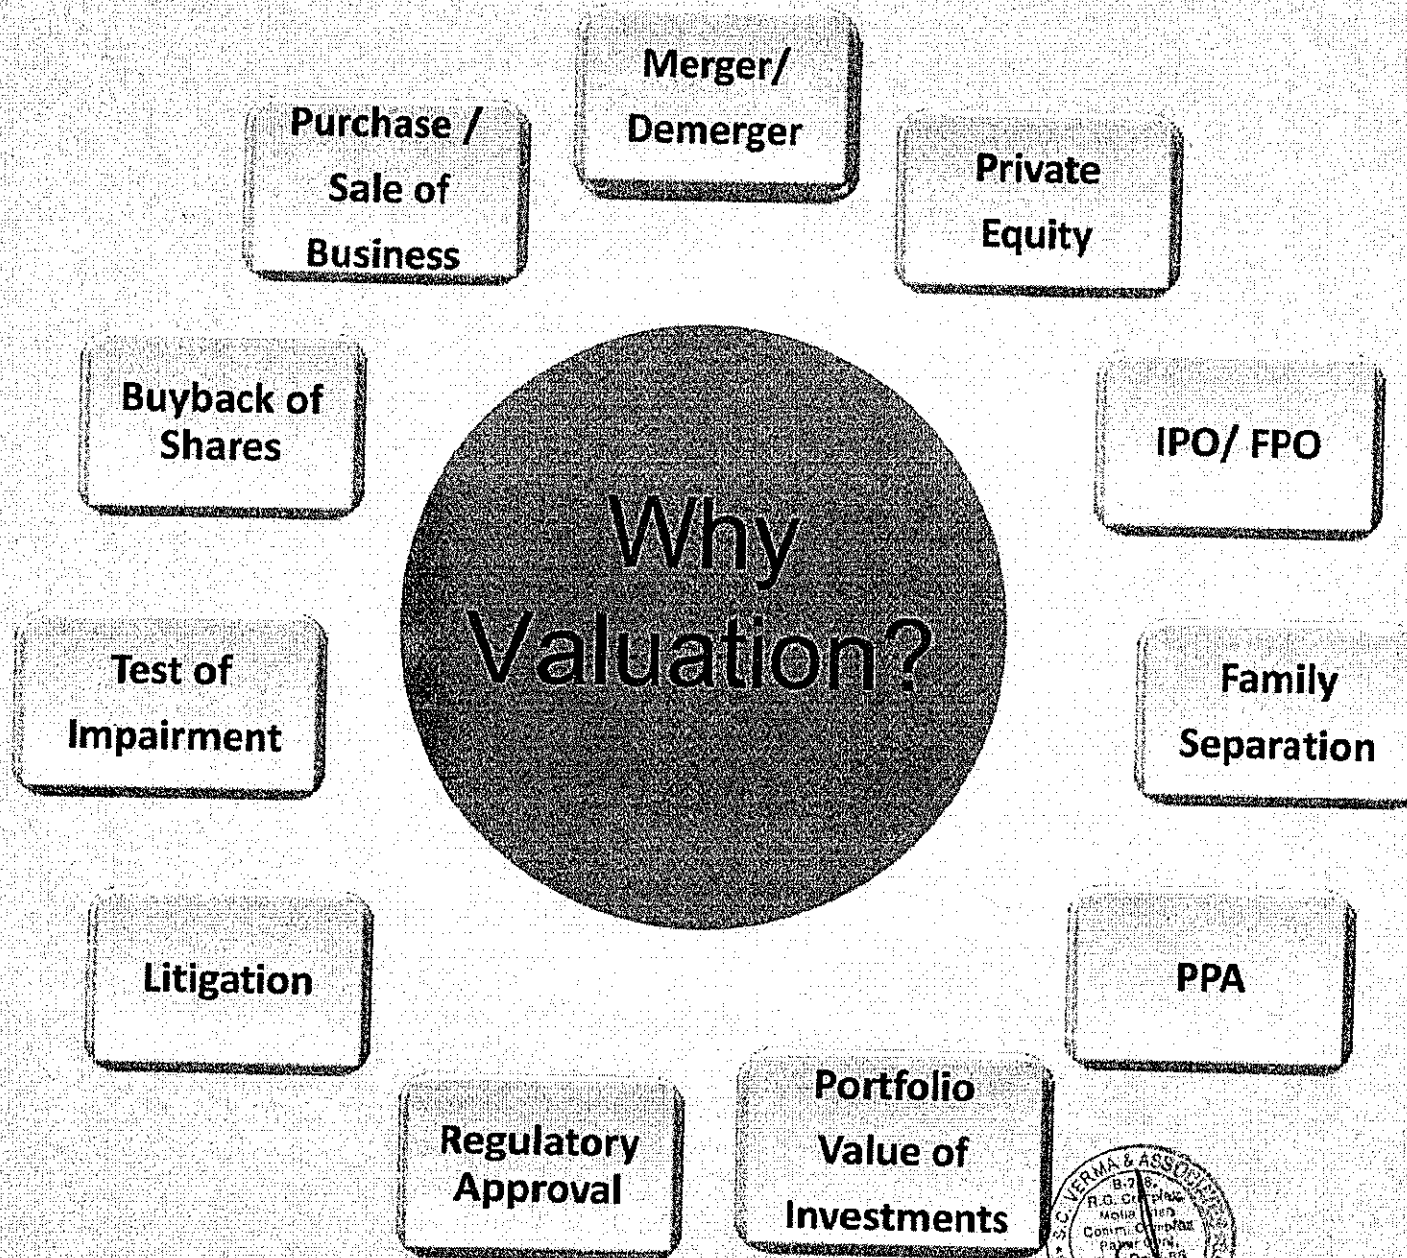 Merger/
Demerger
Purchase /
Sale of
Business
Private
Equity
Buyback of
Shares
IPO/ FPO
Why
Valuation?
Test of
Impairment
Family
Separation
Litigation
PPA
Regulatory
Approval
Portfolio
Value of
Investments
S.C. VERMA &
R.G.